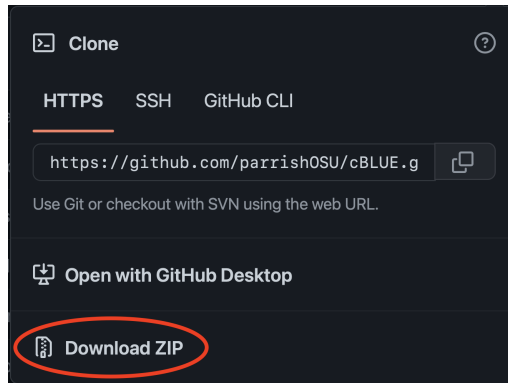 Clone
HTTPS SSH GitHub CLI
https://github.com/parrishOSU/cBLUE.g
Use Git or checkout with SVN using the web URL.
Open with GitHub Desktop
Download ZIP